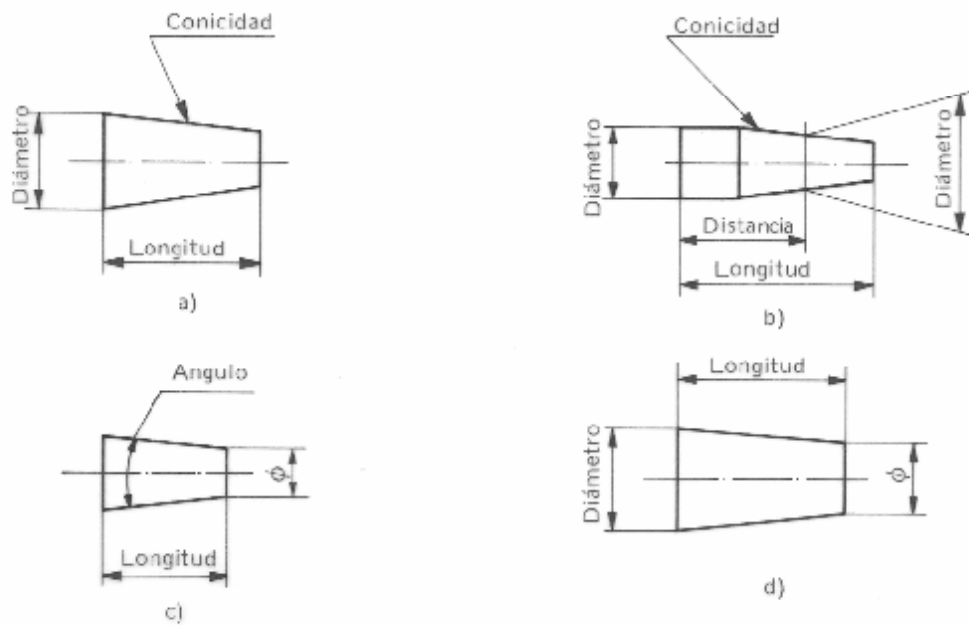 Conicidad
Diámetro
Longitud
a)
Conicidad
Diámetro
Diámetro
Distancia
Longitud
b)
Angulo
ϕ
Longitud
c)
Longitud
Diámetro
ϕ
d)